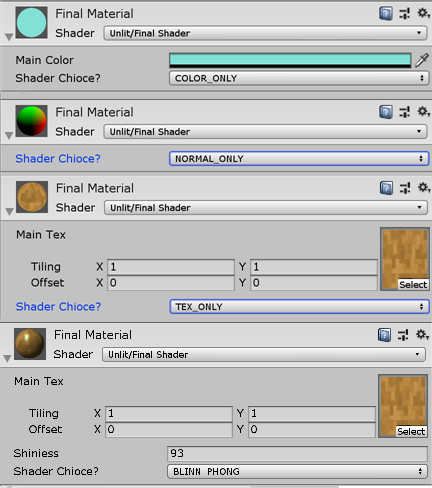 Final Material
Shader Unlit/Final Shader
Main Color
Shader Chioce? COLOR_ONLY
Final Material
Shader Unlit/Final Shader
Shader Chioce? NORMAL_ONLY
Final Material
Shader Unlit/Final Shader
Main Tex
Tiling X 1 Y 1
Offset X 0 Y 0
Select
Shader Chioce? TEX_ONLY
Final Material
Shader Unlit/Final Shader
Main Tex
Tiling X 1 Y 1
Offset X 0 Y 0
Select
Shiniess 93
Shader Chioce? BLINN PHONG